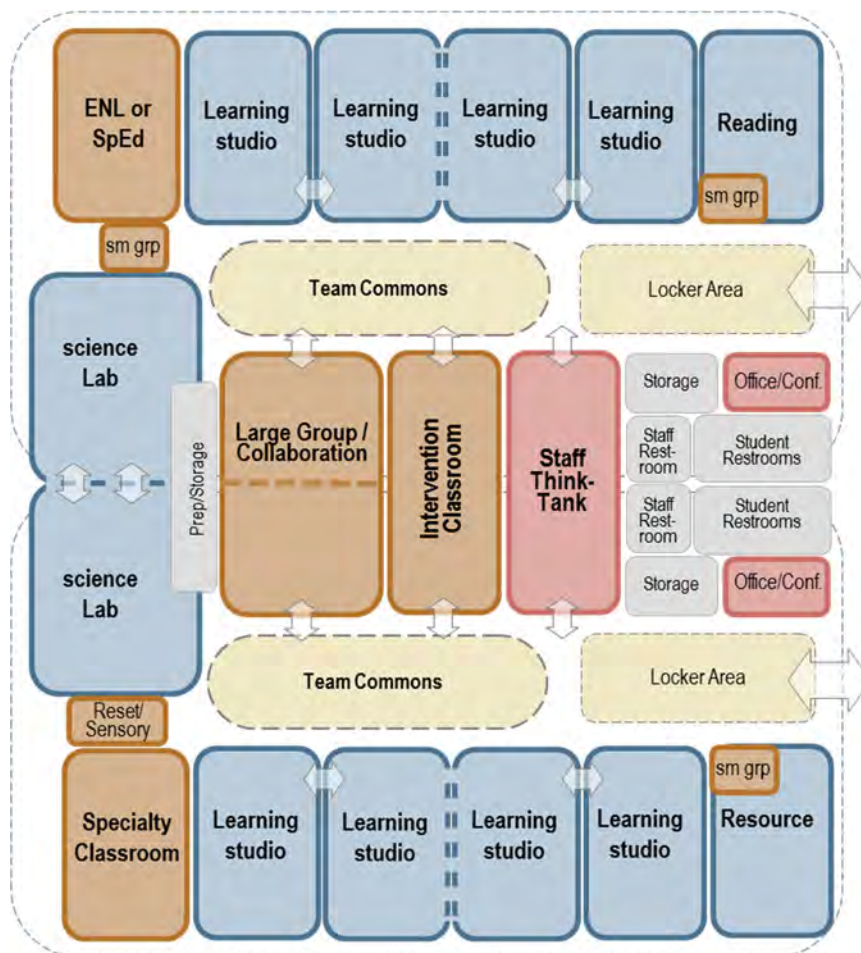 ENL or
SpEd
Learning
studio
Learning
studio
Learning
studio
Learning
studio
Reading
sm grp
sm grp
Team Commons
Locker Area
science
Lab
Prep/Storage
Large Group /
Collaboration
Intervention
Classroom
Staff
Think-
Tank
Storage
Office/Conf.
Staff
Rest-
room
Student
Restrooms
Staff
Rest-
room
Student
Restrooms
Storage
Office/Conf.
science
Lab
Team Commons
Locker Area
Reset/
Sensory
sm grp
Specialty
Classroom
Learning
studio
Learning
studio
Learning
studio
Learning
studio
Resource